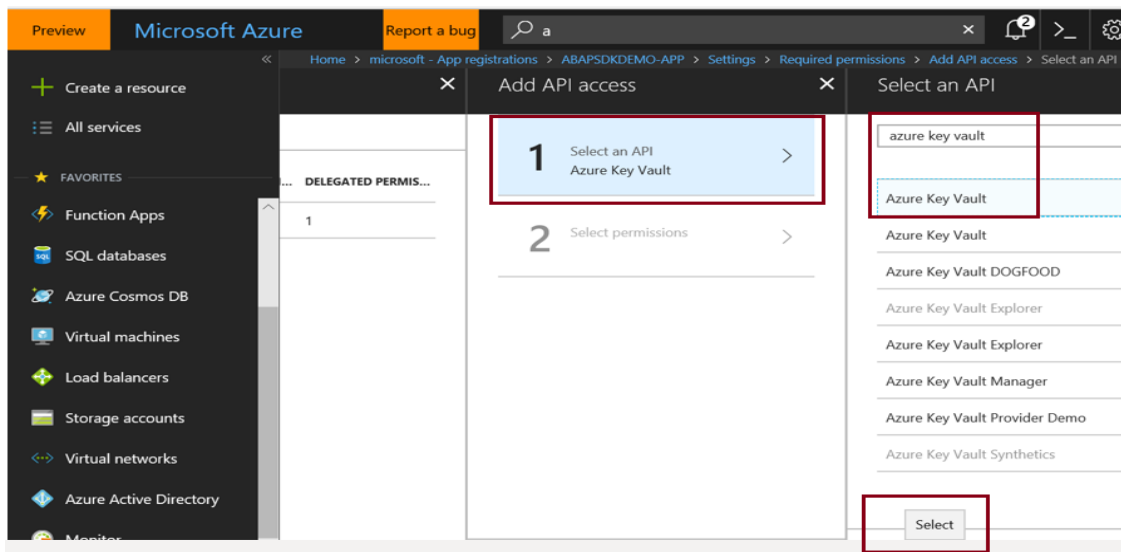 Preview
Microsoft Azure
Report a bug
a
2
Home > microsoft - App registrations > ABAPSDKDEMO-APP > Settings > Required permissions > Add API access > Select an API
Create a resource
All services
FAVORITES
Function Apps
SQL databases
Azure Cosmos DB
Virtual machines
Load balancers
Storage accounts
Virtual networks
Azure Active Directory
Monitor
... DELEGATED PERMIS...
1
Add API access
1
Select an API
Azure Key Vault
2
Select permissions
Select an API
azure key vault
Azure Key Vault
Azure Key Vault
Azure Key Vault DOGFOOD
Azure Key Vault Explorer
Azure Key Vault Explorer
Azure Key Vault Manager
Azure Key Vault Provider Demo
Azure Key Vault Synthetics
Select